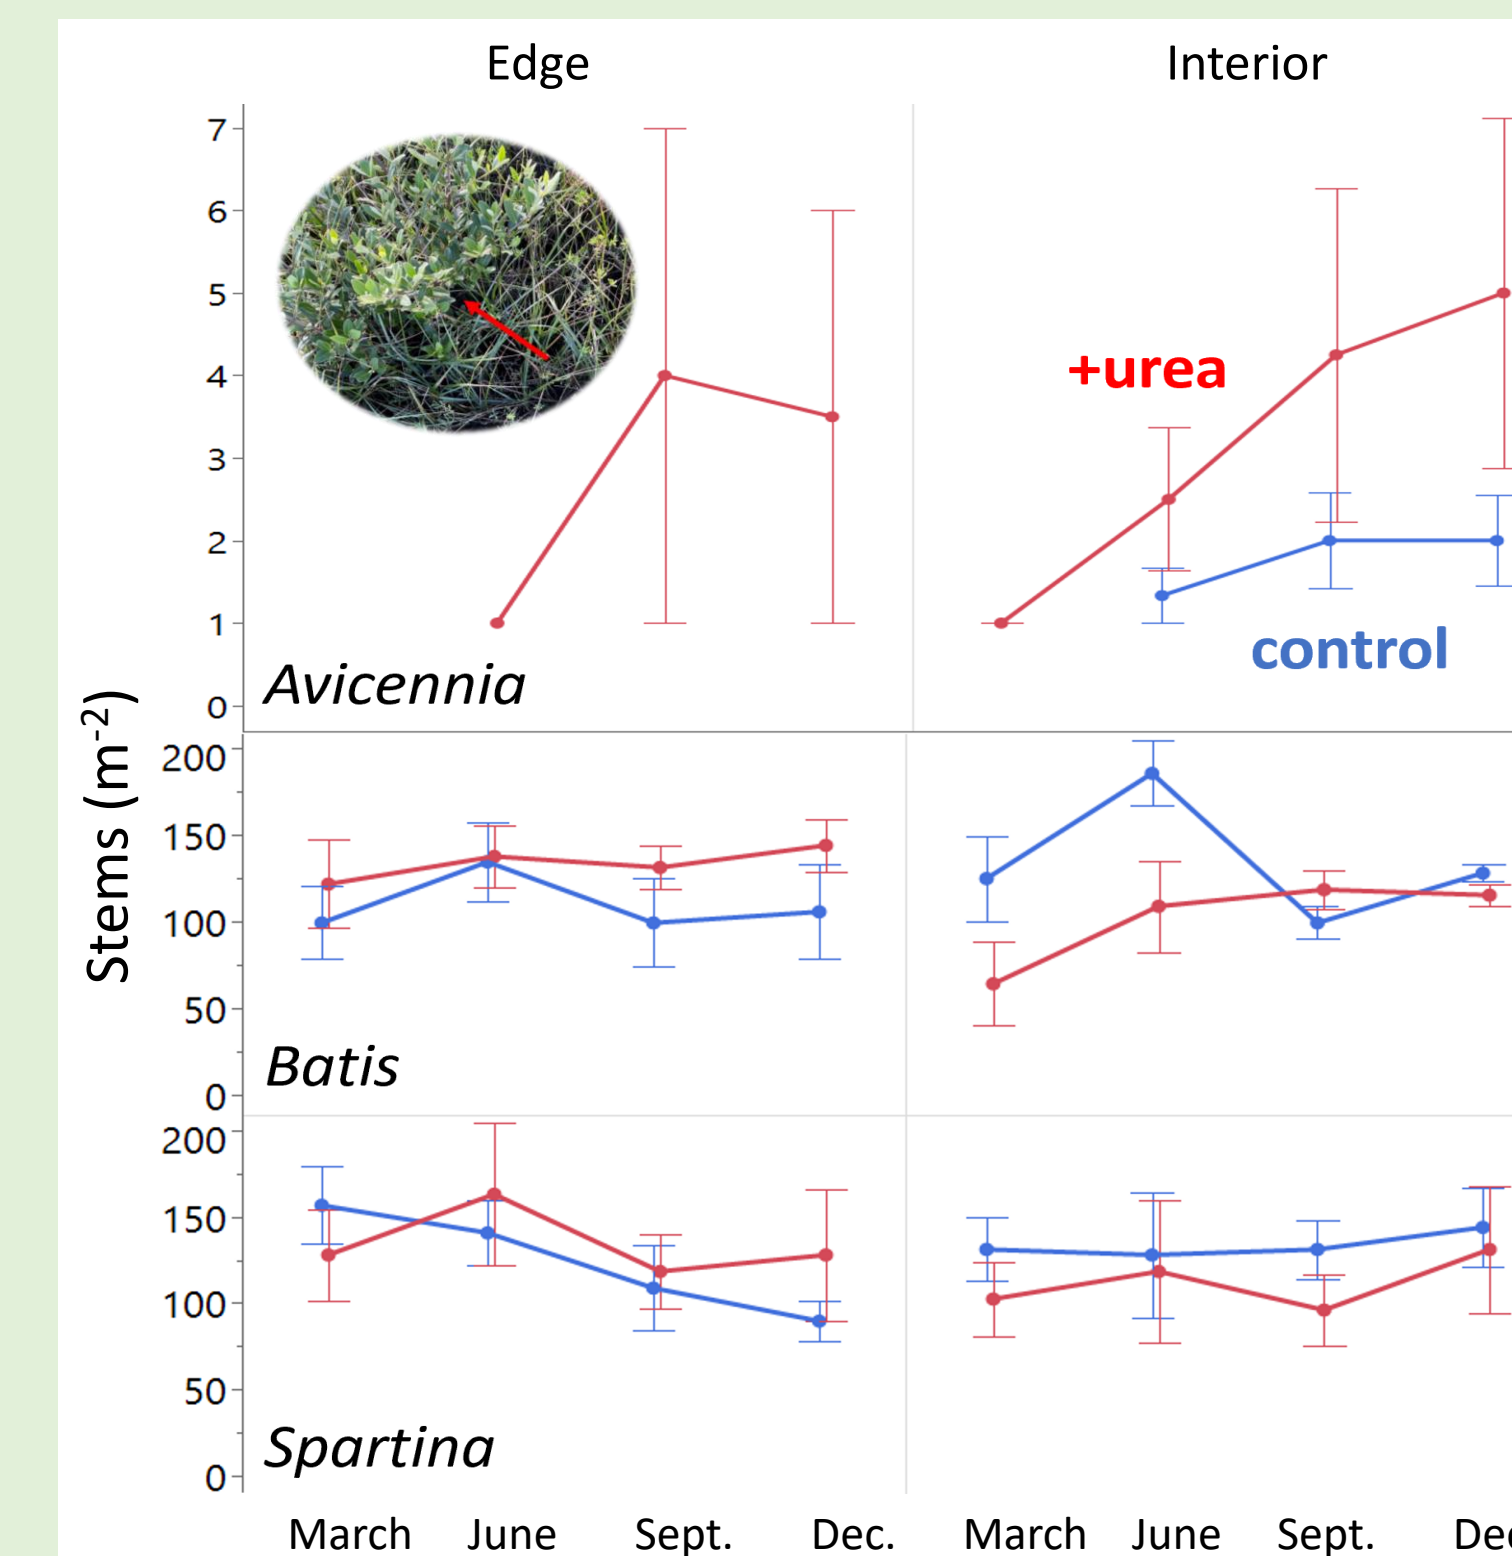 Edge
Interior
7
6
5
4
3
2
1
0
+urea
control
Avicennia
Stems (m-2)
200
150
100
50
0
Batis
200
150
100
50
0
Spartina
March June Sept. Dec. March June Sept. Dec